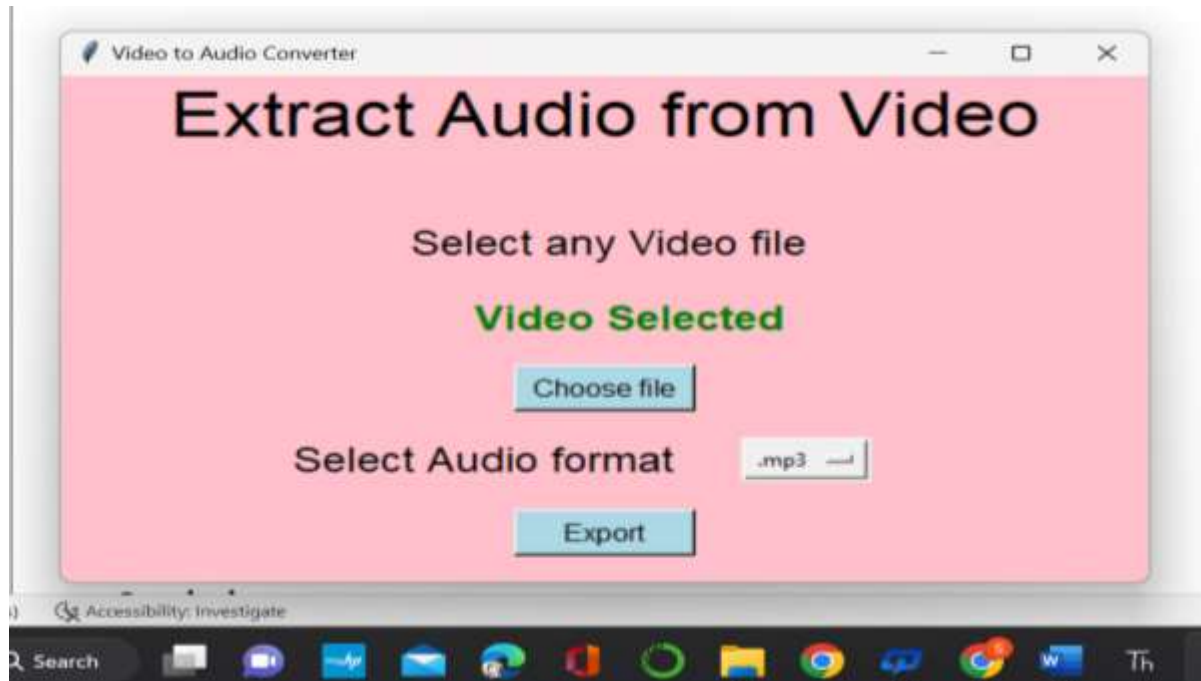 Video to Audio Converter
Extract Audio from Video
Select any Video file
Video Selected
Choose file
Select Audio format .mp3
Export
Accessibility: Investigate
Search
Th